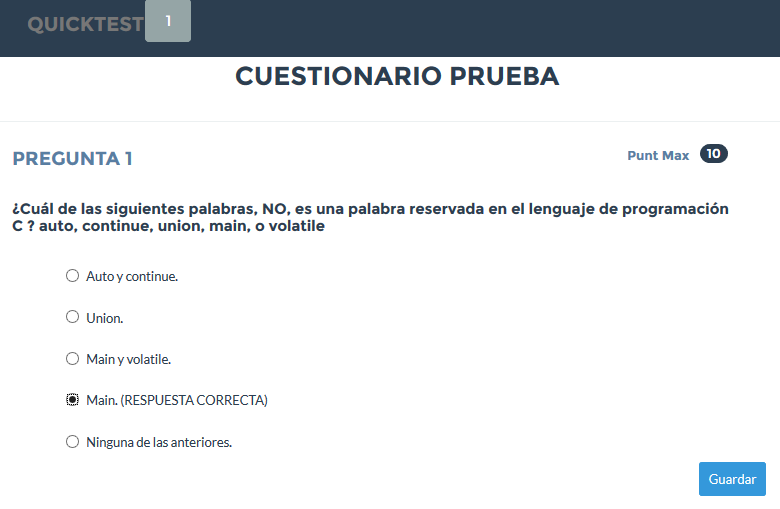 QUICKTEST 1
CUESTIONARIO PRUEBA
PREGUNTA 1
Punt Max 10
¿Cuál de las siguientes palabras, NO, es una palabra reservada en el lenguaje de programación
C ? auto, continue, union, main, o volatile
Auto y continue.
Union.
Main y volatile.
Main. (RESPUESTA CORRECTA)
Ninguna de las anteriores.
Guardar